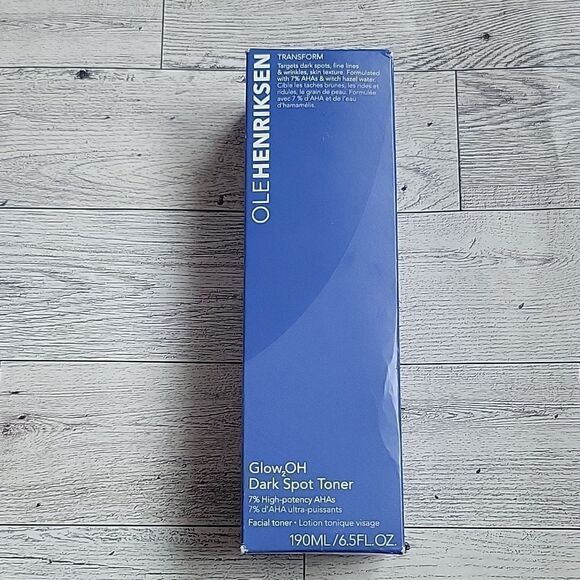 OLEHENRIKSEN
TRANSFORM
Targets dark spots, fine lines
& wrinkles, skin texture. Formulated
with 7% AHAs & witch hazel water.
Cible les taches brunes, les rides et
ridules, le grain de peau. Formulée
avec 7 % d'AHA et de l'eau
d'hamamélis.
Glow₂OH
Dark Spot Toner
7% High-potency AHAs
7% d'AHA ultra-puissants
Facial toner • Lotion tonique visage
190ML/6.5FL.OZ.